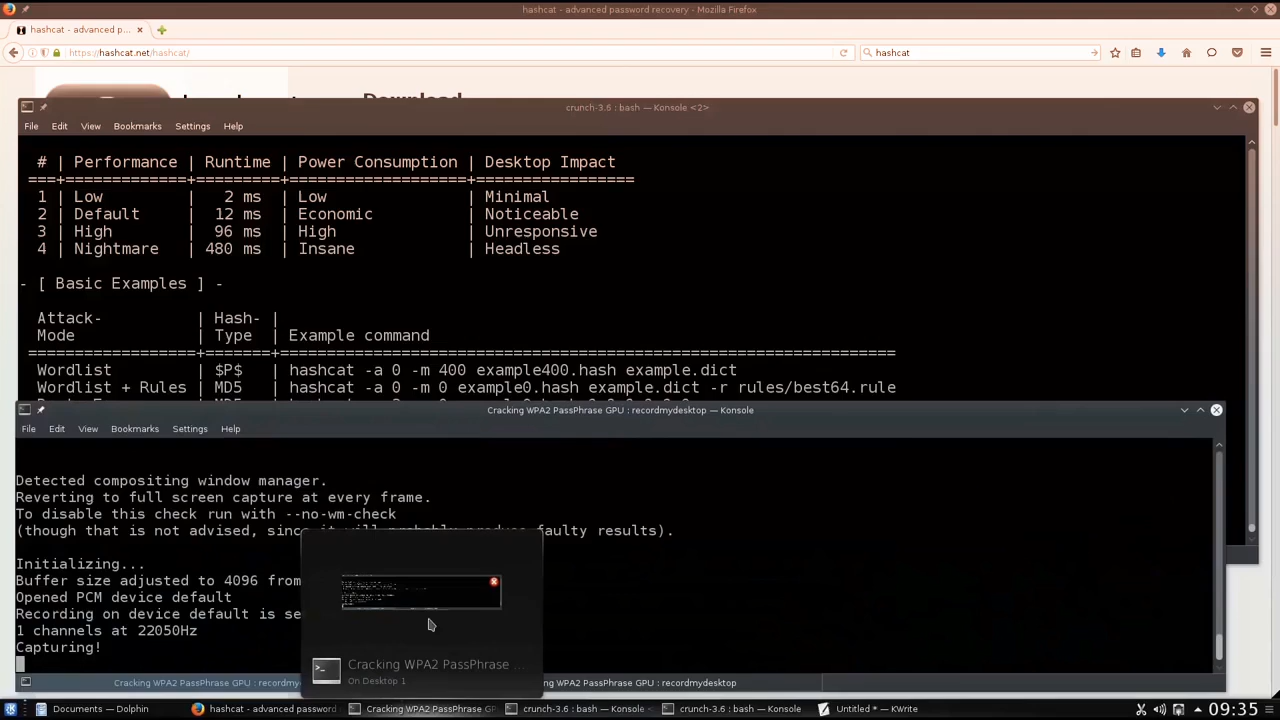 hashcat - advanced password recovery - Mozilla Firefox
hashcat - advanced p...
https://hashcat.net/hashcat/
hashcat
Download
crunch-3.6 : bash — Konsole <2>
File Edit View Bookmarks Settings Help
# | Performance | Runtime | Power Consumption | Desktop Impact
===+=============+=========+===================+=================
1 | Low | 2 ms | Low | Minimal
2 | Default | 12 ms | Economic | Noticeable
3 | High | 96 ms | High | Unresponsive
4 | Nightmare | 480 ms | Insane | Headless
- [ Basic Examples ] -
Attack- | Hash- |
Mode | Type | Example command
==================+=======+==================================================================
Wordlist | $P$ | hashcat -a 0 -m 400 example400.hash example.dict
Wordlist + Rules | MD5 | hashcat -a 0 -m 0 example0.hash example.dict -r rules/best64.rule
Cracking WPA2 PassPhrase GPU : recordmydesktop — Konsole
File Edit View Bookmarks Settings Help
Detected compositing window manager.
Reverting to full screen capture at every frame.
To disable this check run with --no-wm-check
(though that is not advised, since it will probably produce faulty results).
Initializing...
Buffer size adjusted to 4096 from
Opened PCM device default
Recording on device default is se
1 channels at 22050Hz
Capturing!
Cracking WPA2 PassPhrase ...
On Desktop 1
Cracking WPA2 PassPhrase GPU : recordmy
ng WPA2 PassPhrase GPU : recordmydesktop
Documents — Dolphin
hashcat - advanced password
Cracking WPA2 PassPhrase GPU
crunch-3.6 : bash — Konsole <
crunch-3.6 : bash — Konsole
Untitled * — KWrite
09:35